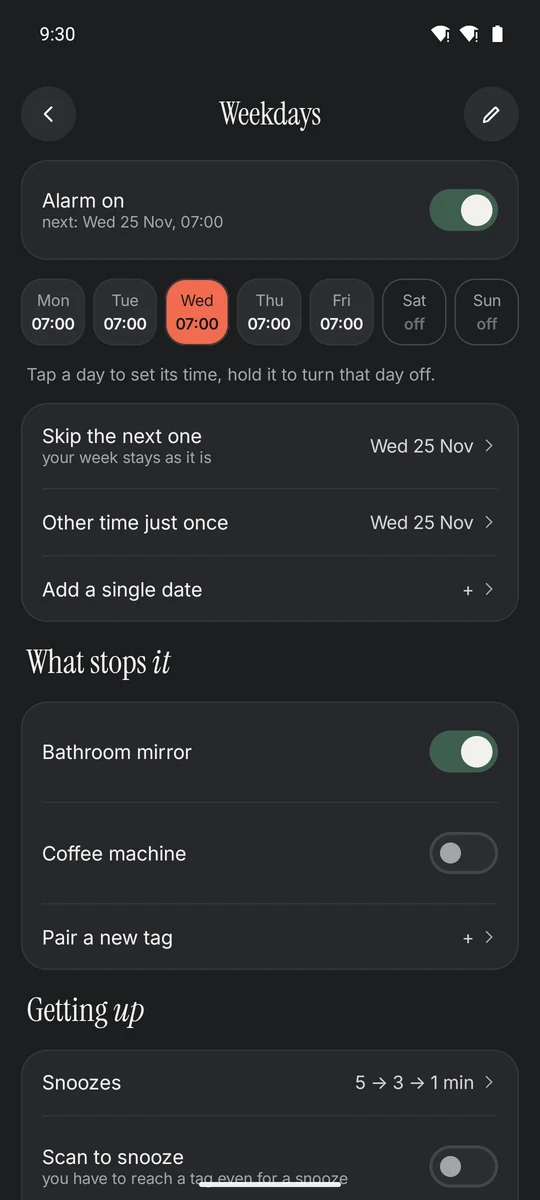 9:30
Weekdays
Alarm on
next: Wed 25 Nov, 07:00
Mon Tue Wed Thu Fri Sat Sun
07:00 07:00 07:00 07:00 07:00 off off
Tap a day to set its time, hold it to turn that day off.
Skip the next one
your week stays as it is
Wed 25 Nov
Other time just once Wed 25 Nov
Add a single date +
What stops it
Bathroom mirror
Coffee machine
Pair a new tag +
Getting up
Snoozes 5 → 3 → 1 min
Scan to snooze
you have to reach a tag even for a snooze